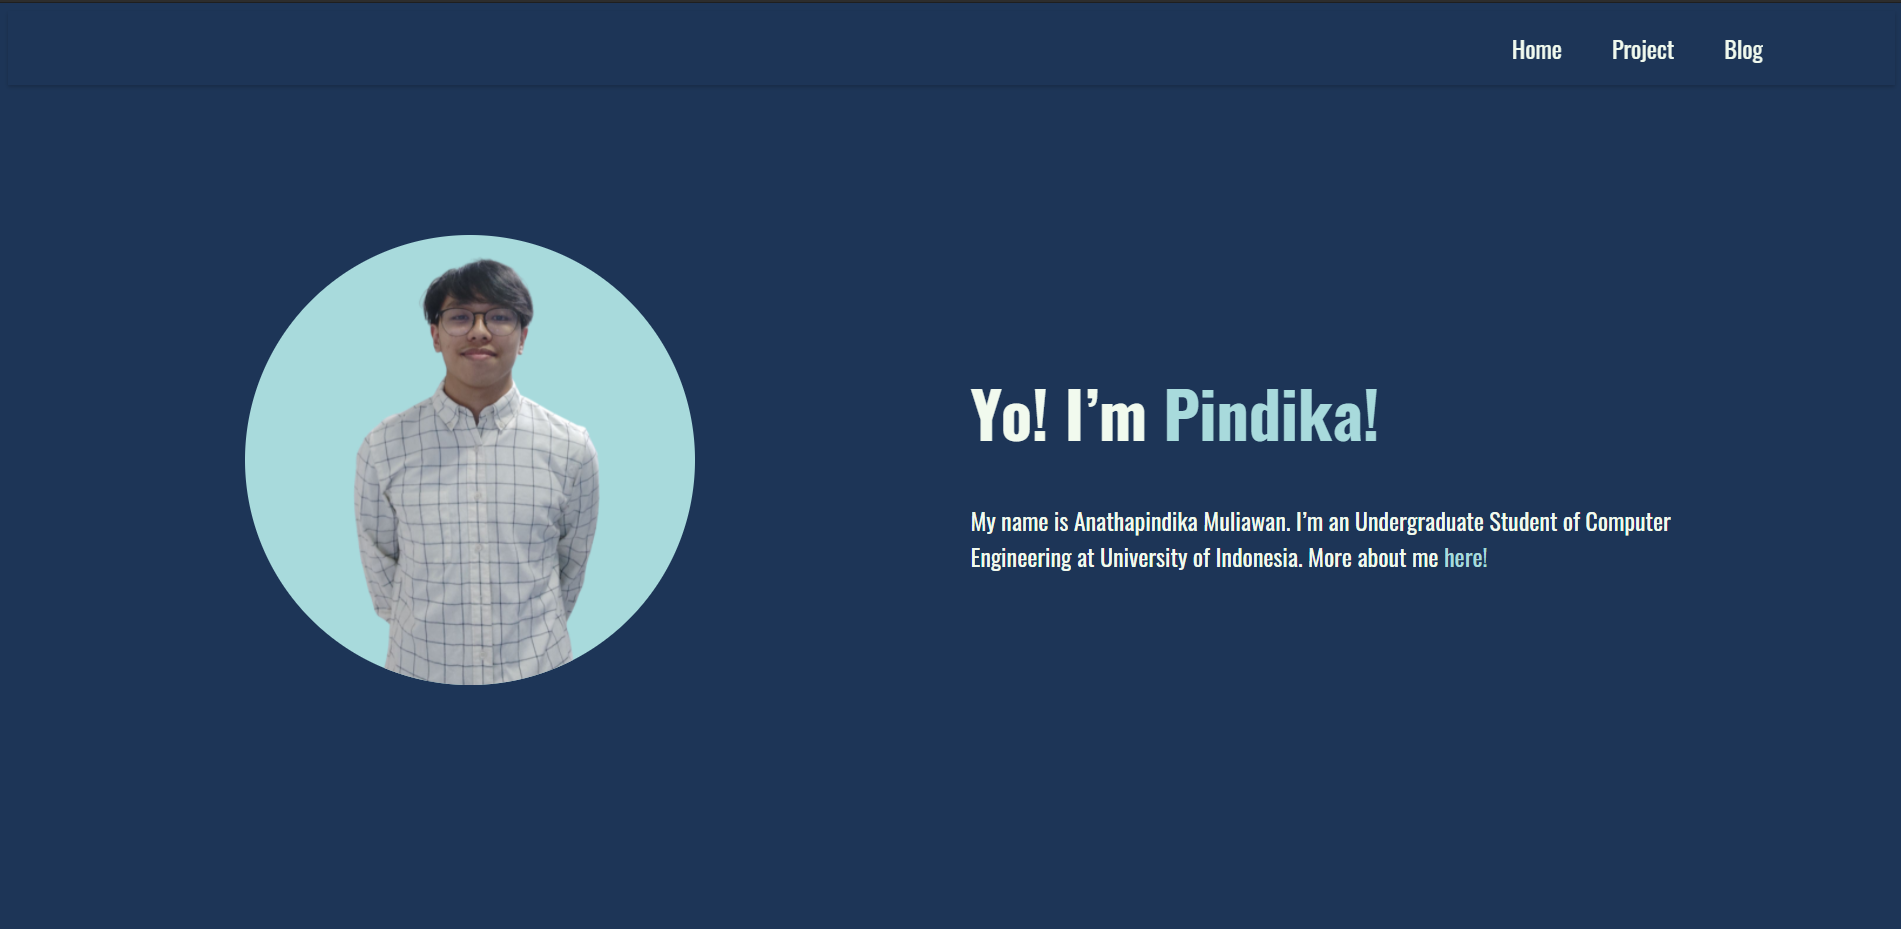 Home Project Blog
Yo! I’m Pindika!
My name is Anathapindika Muliawan. I’m an Undergraduate Student of Computer
Engineering at University of Indonesia. More about me here!